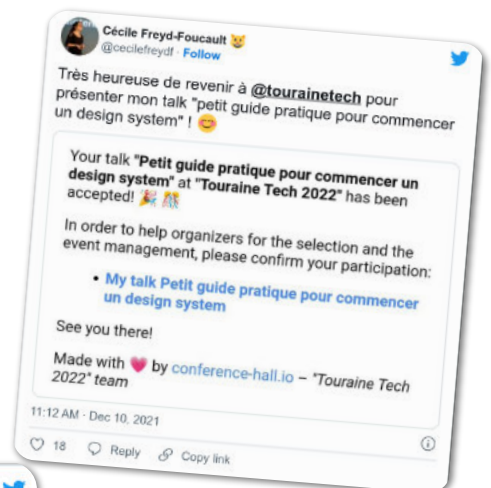 Cécile Freyd-Foucault 😺
@cecilefreydf · Follow
Très heureuse de revenir à @tourainetech pour
présenter mon talk "petit guide pratique pour commencer
un design system" ! 😊
Your talk "Petit guide pratique pour commencer un
design system" at "Touraine Tech 2022" has been
accepted! 🎉 🎊
In order to help organizers for the selection and the
event management, please confirm your participation:
• My talk Petit guide pratique pour commencer
un design system
See you there!
Made with 💗 by conference-hall.io – "Touraine Tech
2022" team
11:12 AM · Dec 10, 2021
18 Reply Copy link